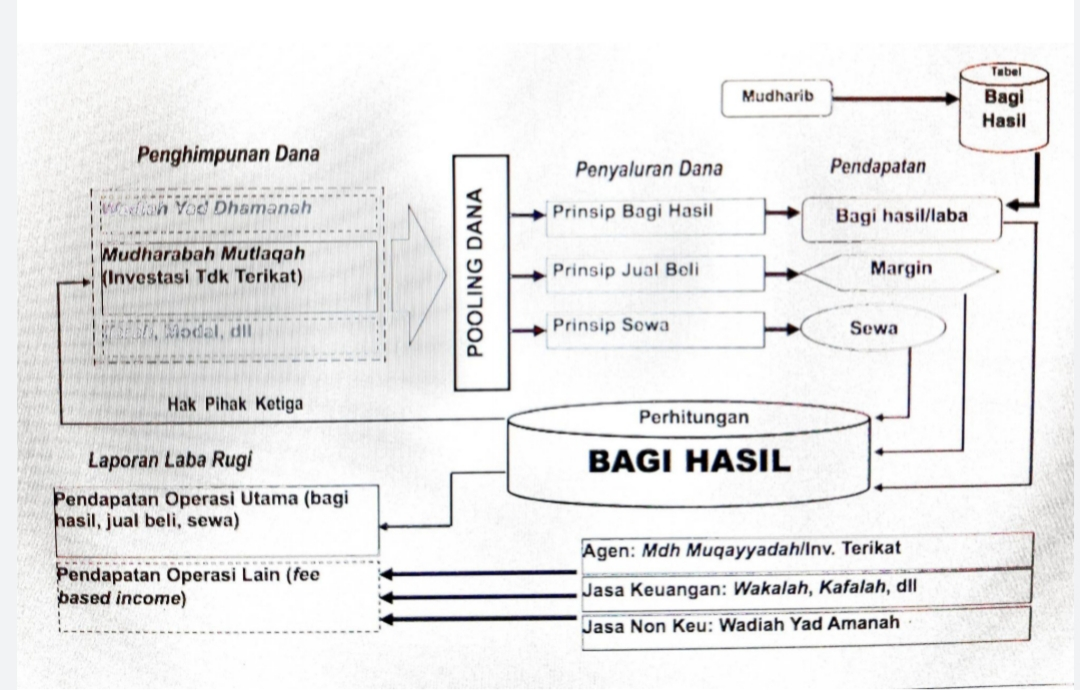 Tabel
Bagi
Hasil
Mudharib
Penghimpunan Dana
Penyaluran Dana
Pendapatan
Yad Dhamanah
Mudharabah Mutlaqah
(Investasi Tdk Terikat)
Modal, dll
POOLING DANA
Prinsip Bagi Hasil
Bagi hasil/laba
Prinsip Jual Beli
Margin
Prinsip Sewa
Sewa
Hak Pihak Ketiga
Perhitungan
BAGI HASIL
Laporan Laba Rugi
Pendapatan Operasi Utama (bagi
hasil, jual beli, sewa)
Pendapatan Operasi Lain (fee
based income)
Agen: Mdh Muqayyadah/Inv. Terikat
Jasa Keuangan: Wakalah, Kafalah, dll
Jasa Non Keu: Wadiah Yad Amanah